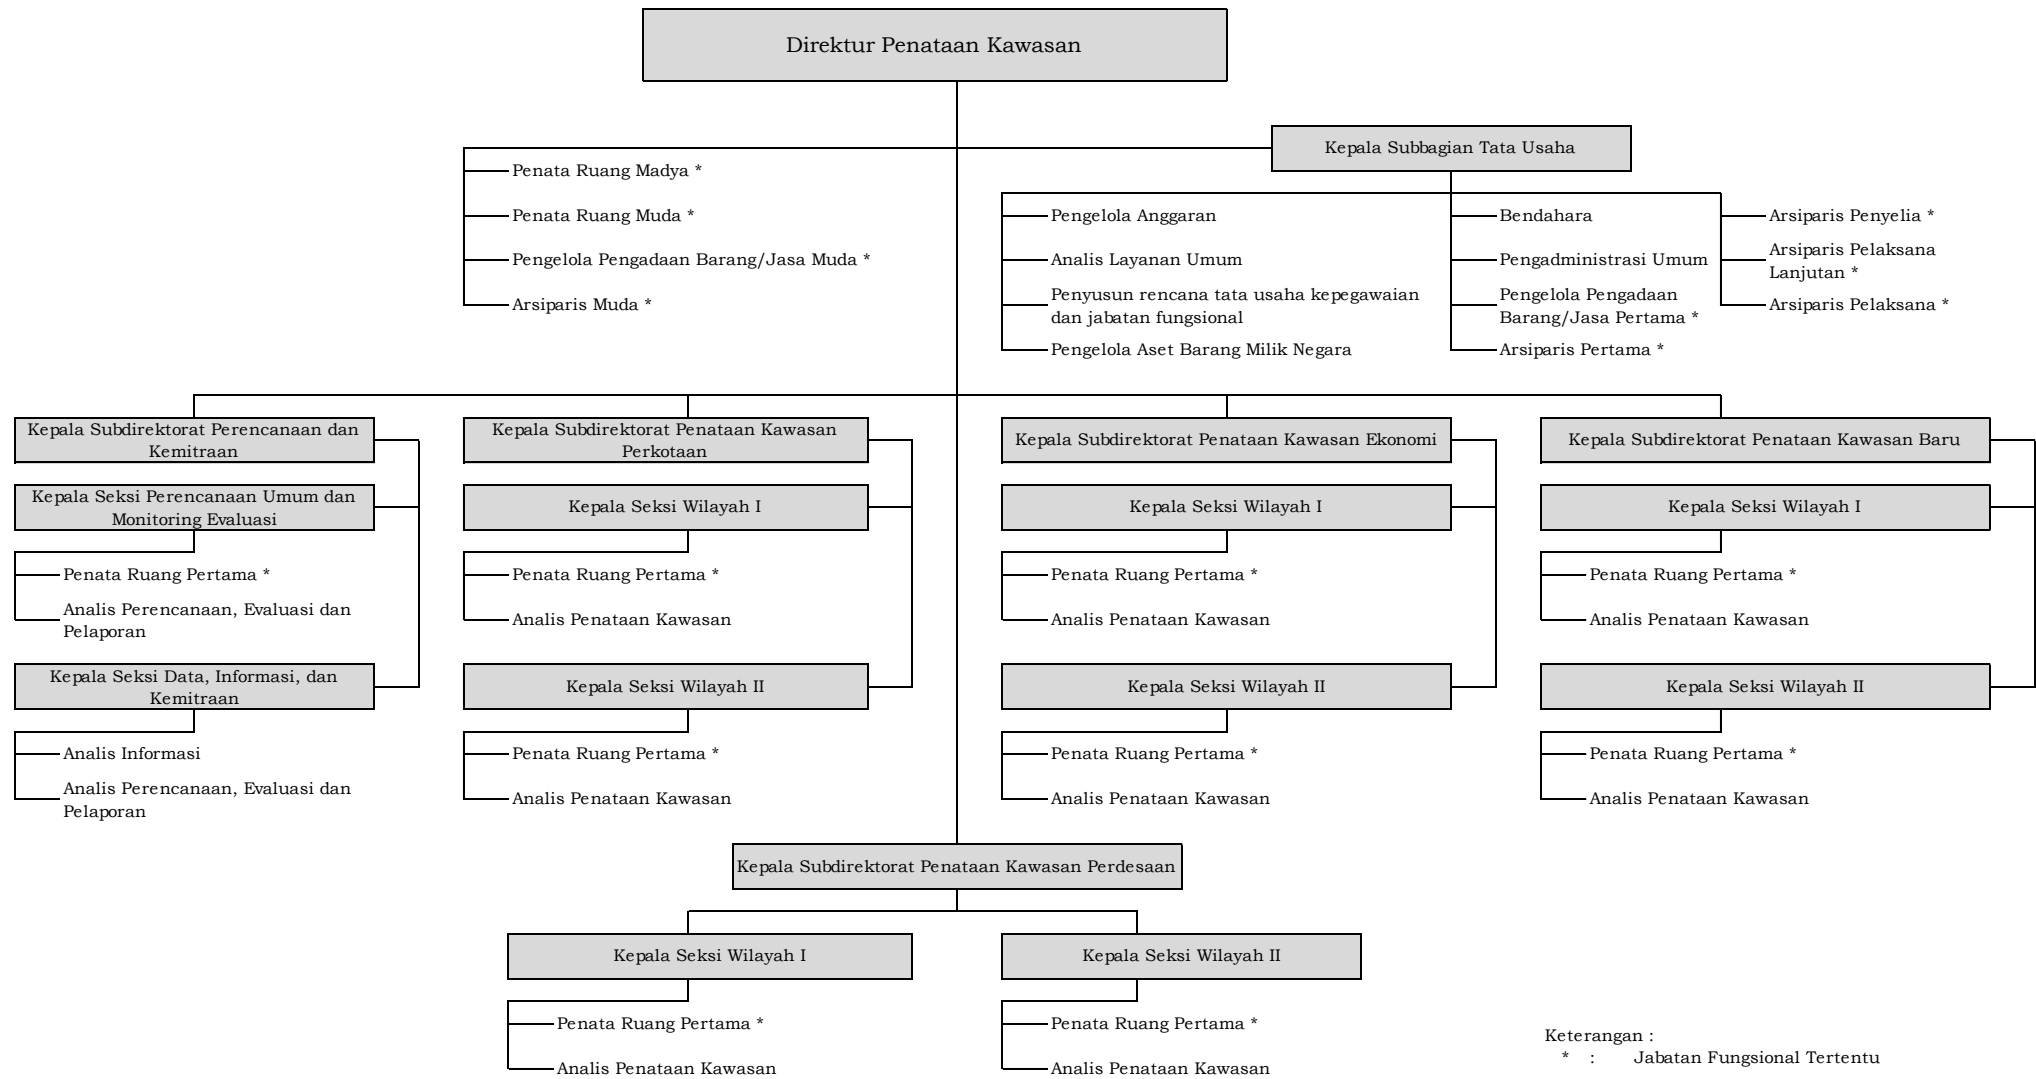 Direktur Penataan Kawasan
Kepala Subbagian Tata Usaha
Penata Ruang Madya *
Penata Ruang Muda *
Pengelola Pengadaan Barang/Jasa Muda *
Arsiparis Muda *
Pengelola Anggaran
Analis Layanan Umum
Penyusun rencana tata usaha kepegawaian
dan jabatan fungsional
Pengelola Aset Barang Milik Negara
Bendahara
Pengadministrasi Umum
Pengelola Pengadaan
Barang/Jasa Pertama *
Arsiparis Pertama *
Arsiparis Penyelia *
Arsiparis Pelaksana
Lanjutan *
Arsiparis Pelaksana *
Kepala Subdirektorat Perencanaan dan
Kemitraan
Kepala Seksi Perencanaan Umum dan
Monitoring Evaluasi
Penata Ruang Pertama *
Analis Perencanaan, Evaluasi dan
Pelaporan
Kepala Seksi Data, Informasi, dan
Kemitraan
Analis Informasi
Analis Perencanaan, Evaluasi dan
Pelaporan
Kepala Subdirektorat Penataan Kawasan
Perkotaan
Kepala Seksi Wilayah I
Penata Ruang Pertama *
Analis Penataan Kawasan
Kepala Seksi Wilayah II
Penata Ruang Pertama *
Analis Penataan Kawasan
Kepala Subdirektorat Penataan Kawasan Ekonomi
Kepala Seksi Wilayah I
Penata Ruang Pertama *
Analis Penataan Kawasan
Kepala Seksi Wilayah II
Penata Ruang Pertama *
Analis Penataan Kawasan
Kepala Subdirektorat Penataan Kawasan Baru
Kepala Seksi Wilayah I
Penata Ruang Pertama *
Analis Penataan Kawasan
Kepala Seksi Wilayah II
Penata Ruang Pertama *
Analis Penataan Kawasan
Kepala Subdirektorat Penataan Kawasan Perdesaan
Kepala Seksi Wilayah I
Penata Ruang Pertama *
Analis Penataan Kawasan
Kepala Seksi Wilayah II
Penata Ruang Pertama *
Analis Penataan Kawasan
Keterangan :
* : Jabatan Fungsional Tertentu